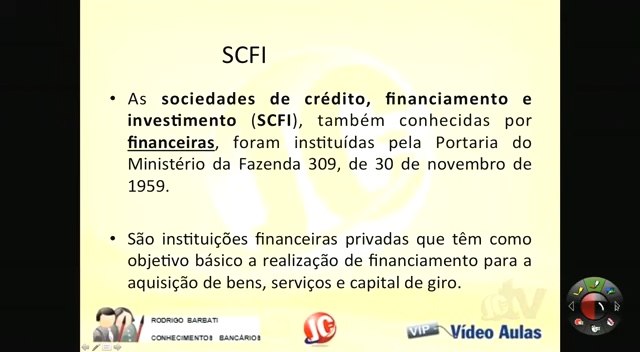 SCFI
• As sociedades de crédito, financiamento e
investimento (SCFI), também conhecidas por
financeiras, foram instituídas pela Portaria do
Ministério da Fazenda 309, de 30 de novembro de
1959.
• São instituições financeiras privadas que têm como
objetivo básico a realização de financiamento para a
aquisição de bens, serviços e capital de giro.
RODRIGO BARBATI
CONHECIMENTOS BANCÁRIOS
VIP Vídeo Aulas